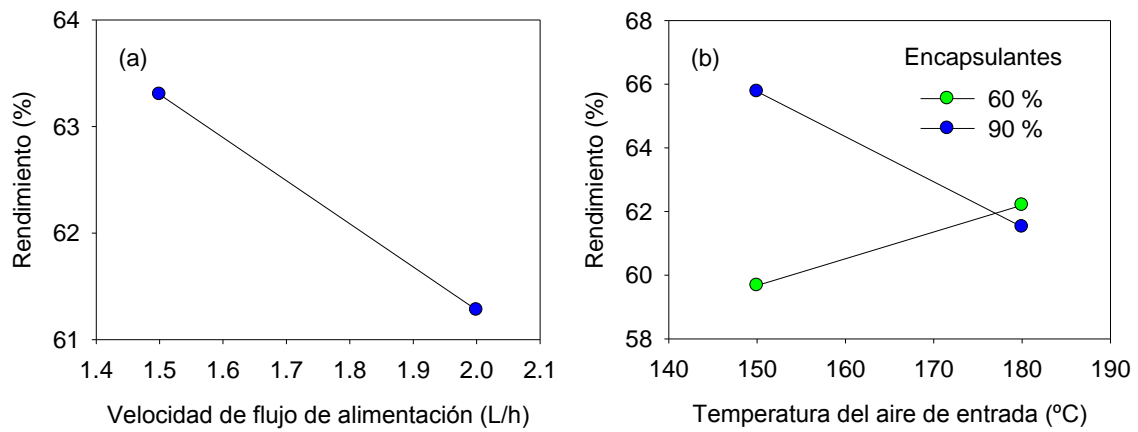 64
63
62
61
(a)
Rendimiento (%)
1.4 1.5 1.6 1.7 1.8 1.9 2.0 2.1
Velocidad de flujo de alimentación (L/h)
68
66
64
62
60
58
(b)
Encapsulantes
60 %
90 %
Rendimiento (%)
140 150 160 170 180 190
Temperatura del aire de entrada (ºC)